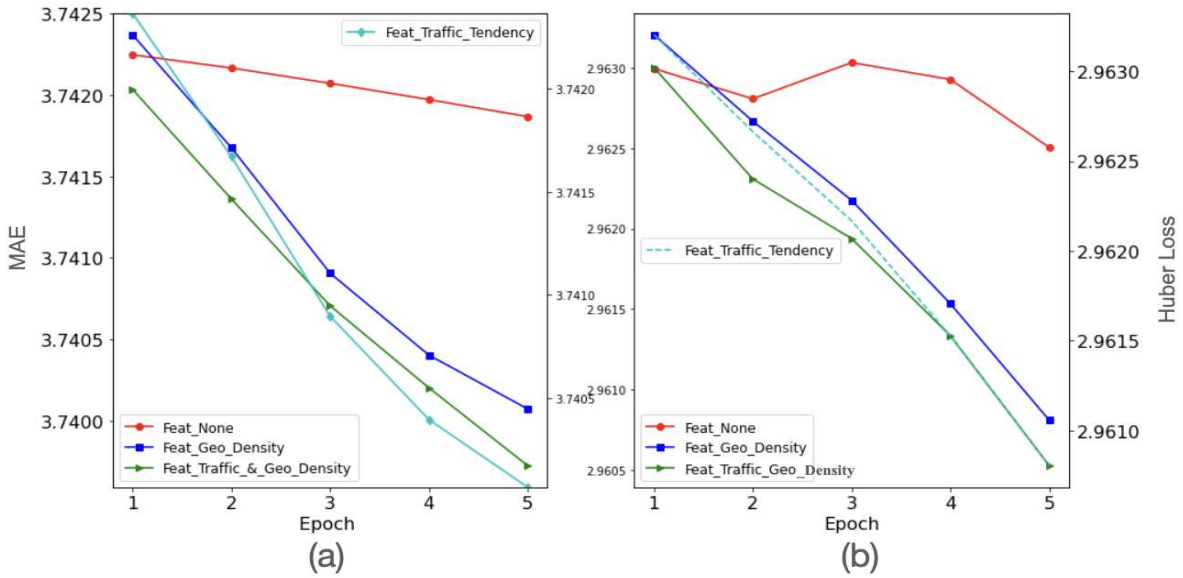 3.7425
3.7420
3.7415
3.7410
3.7405
3.7400
MAE
Feat_Traffic_Tendency
3.7420
3.7415
3.7410
3.7405
Feat_None
Feat_Geo_Density
Feat_Traffic_&_Geo_Density
1 2 3 4 5
Epoch
(a)
2.9630
2.9625
2.9620
2.9615
2.9610
2.9605
Feat_Traffic_Tendency
Feat_None
Feat_Geo_Density
Feat_Traffic_Geo_Density
2.9630
2.9625
2.9620
2.9615
2.9610
Huber Loss
1 2 3 4 5
Epoch
(b)